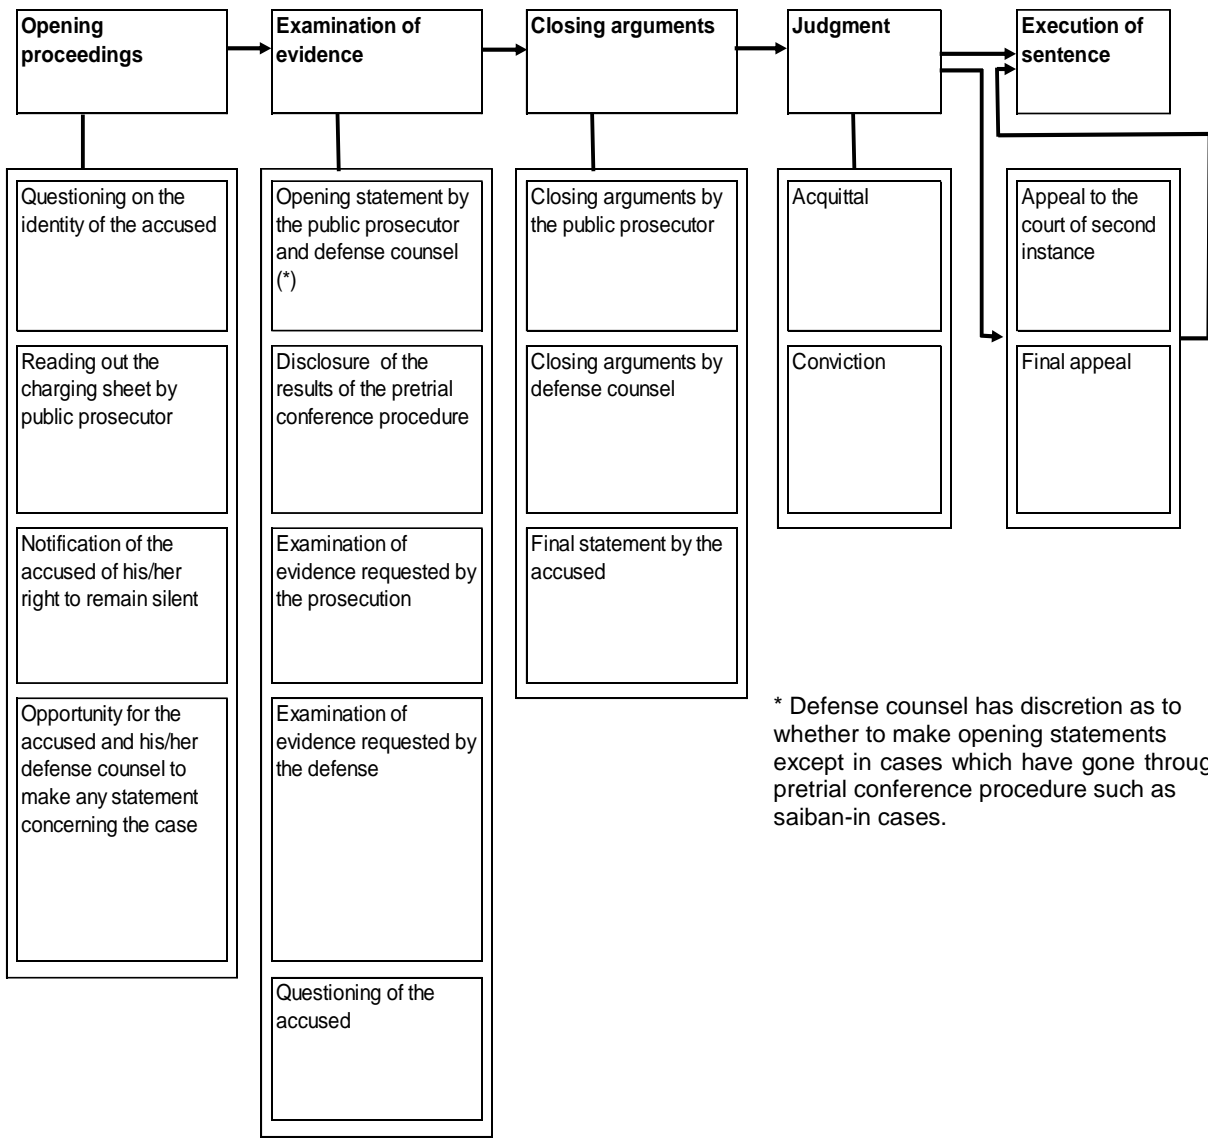 Opening
proceedings
Examination of
evidence
Closing arguments
Judgment
Execution of
sentence
Questioning on the
identity of the accused
Reading out the
charging sheet by
public prosecutor
Notification of the
accused of his/her
right to remain silent
Opportunity for the
accused and his/her
defense counsel to
make any statement
concerning the case
Opening statement by
the public prosecutor
and defense counsel
(*)
Disclosure of the
results of the pretrial
conference procedure
Examination of
evidence requested by
the prosecution
Examination of
evidence requested by
the defense
Questioning of the
accused
Closing arguments by
the public prosecutor
Closing arguments by
defense counsel
Final statement by the
accused
Acquittal
Conviction
Appeal to the
court of second
instance
Final appeal
* Defense counsel has discretion as to
whether to make opening statements
except in cases which have gone throug
pretrial conference procedure such as
saiban-in cases.